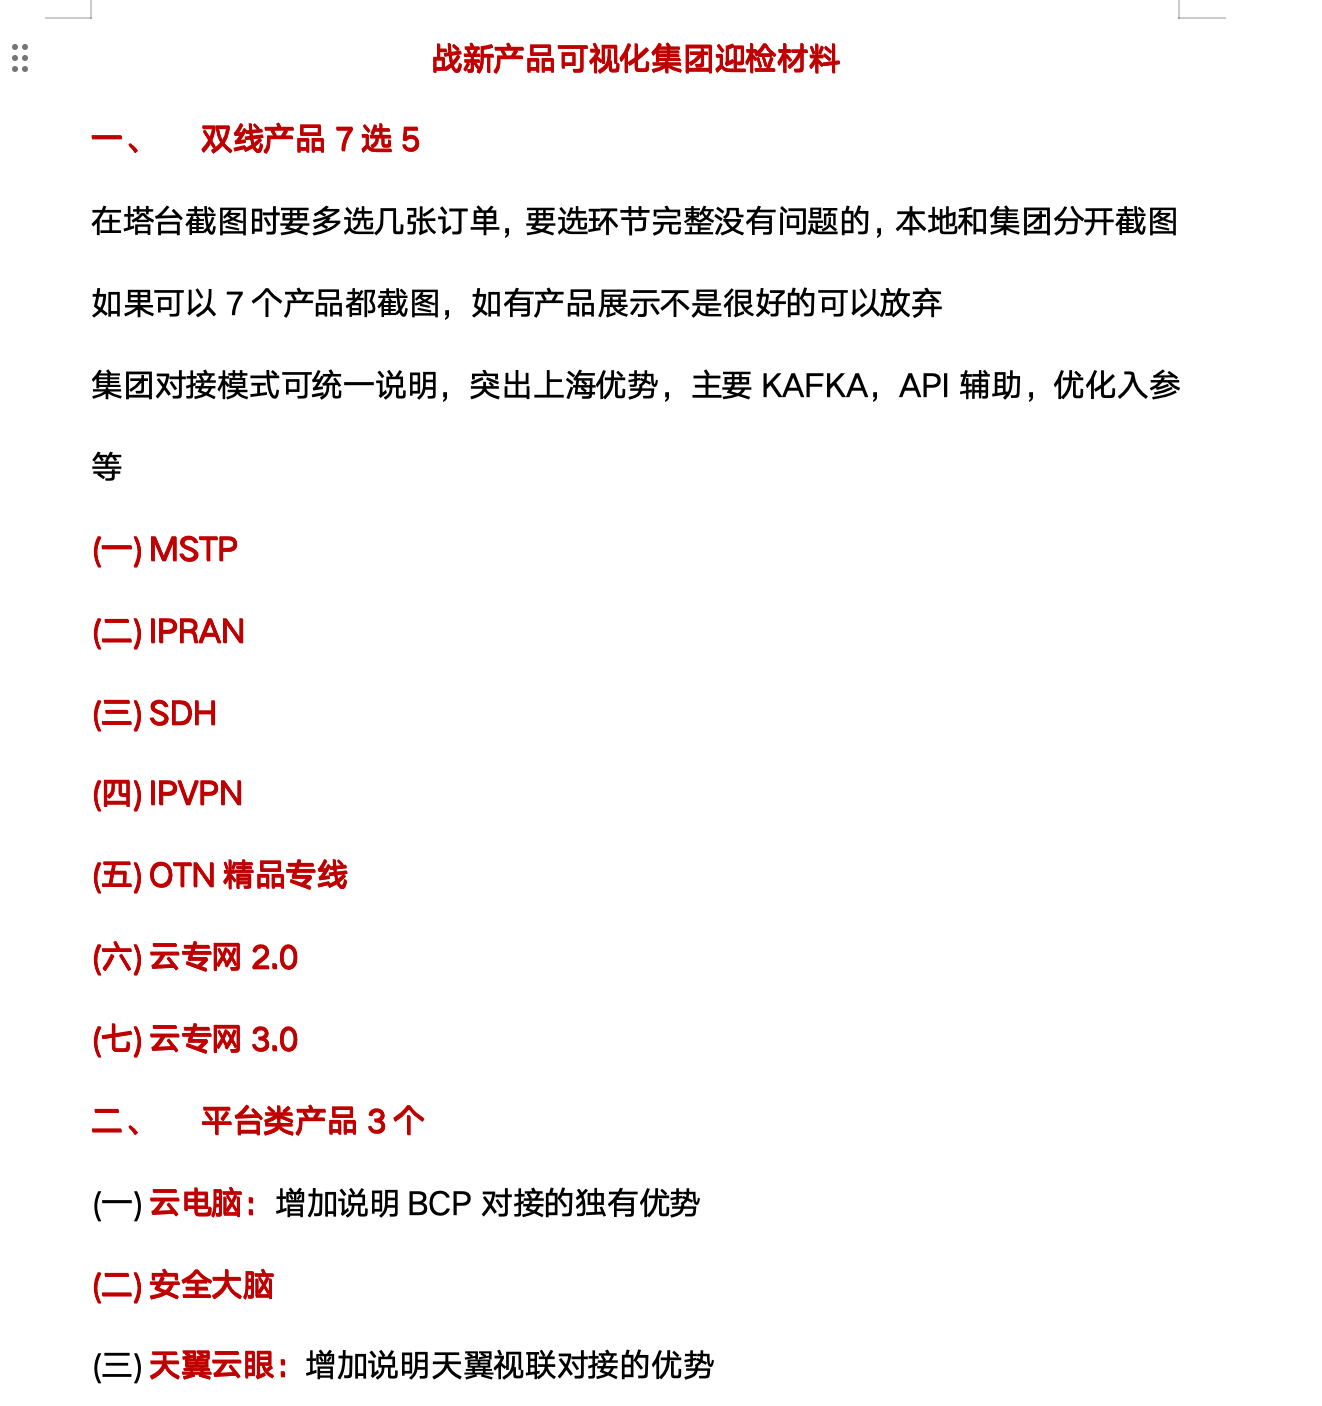 战新产品可视化集团迎检材料
一、 双线产品 7 选 5
在塔台截图时要多选几张订单，要选环节完整没有问题的，本地和集团分开截图
如果可以 7 个产品都截图，如有产品展示不是很好的可以放弃
集团对接模式可统一说明，突出上海优势，主要 KAFKA，API 辅助，优化入参
等
(一) MSTP
(二) IPRAN
(三) SDH
(四) IPVPN
(五) OTN 精品专线
(六) 云专网 2.0
(七) 云专网 3.0
二、 平台类产品 3 个
(一) 云电脑：增加说明 BCP 对接的独有优势
(二) 安全大脑
(三) 天翼云眼：增加说明天翼视联对接的优势